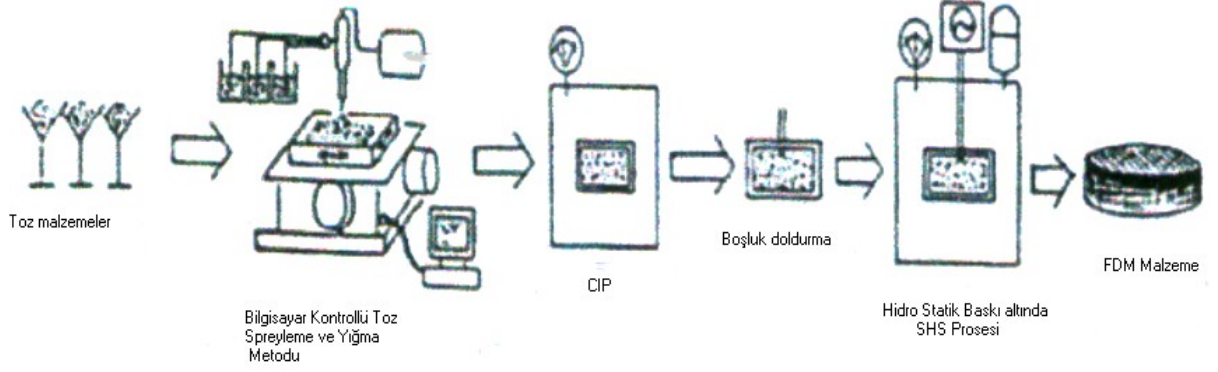 Toz malzemeler
Bilgisayar Kontrollü Toz
Spreyleme ve Yığma
Metodu
CIP
Boşluk doldurma
Hidro Statik Baskı altında
SHS Prosesi
FDM Malzeme